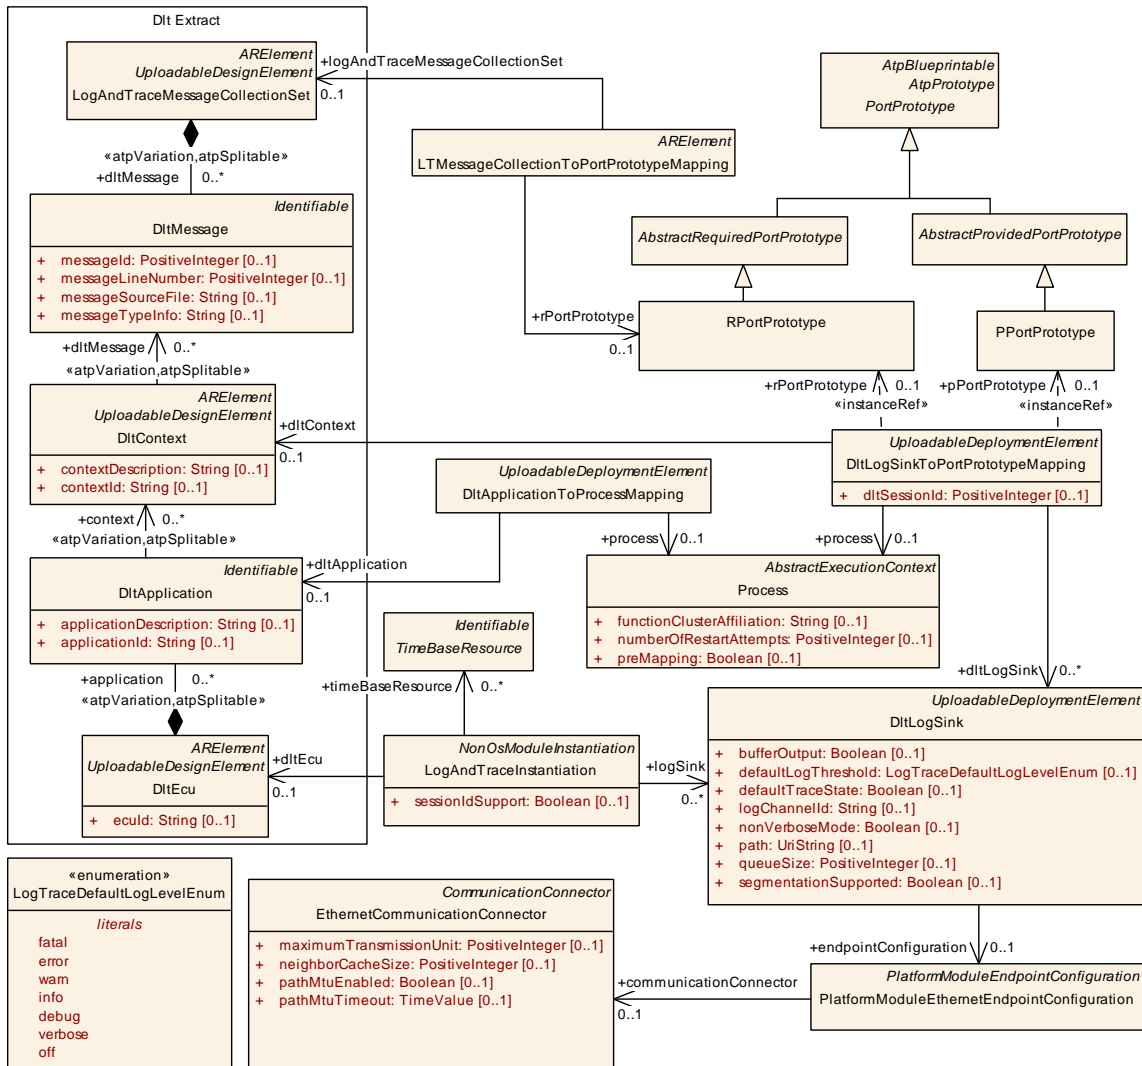 Dlt Extract
ARElement
UploadableDesignElement
LogAndTraceMessageCollectionSet
+logAndTraceMessageCollectionSet
0..1
AtpBlueprintable
AtpPrototype
PortPrototype
ARElement
LTMessageCollectionToPortPrototypeMapping
«atpVariation,atpSplitable»
+dltMessage
0..*
Identifiable
DltMessage
+ messageId: PositiveInteger [0..1]
+ messageLineNumber: PositiveInteger [0..1]
+ messageSourceFile: String [0..1]
+ messageTypeInfo: String [0..1]
AbstractRequiredPortPrototype
AbstractProvidedPortPrototype
+rPortPrototype
0..1
RPortPrototype
PPortPrototype
+dltMessage
0..*
«atpVariation,atpSplitable»
+rPortPrototype
0..1
«instanceRef»
+pPortPrototype
0..1
«instanceRef»
ARElement
UploadableDesignElement
DltContext
+ contextDescription: String [0..1]
+ contextId: String [0..1]
+dltContext
0..1
UploadableDeploymentElement
DltLogSinkToPortPrototypeMapping
+ dltSessionId: PositiveInteger [0..1]
UploadableDeploymentElement
DltApplicationToProcessMapping
+context
0..*
«atpVariation,atpSplitable»
+process
0..1
+process
0..1
Identifiable
DltApplication
+ applicationDescription: String [0..1]
+ applicationId: String [0..1]
+dltApplication
0..1
AbstractExecutionContext
Process
+ functionClusterAffiliation: String [0..1]
+ numberOfRestartAttempts: PositiveInteger [0..1]
+ preMapping: Boolean [0..1]
Identifiable
TimeBaseResource
+timeBaseResource
0..*
+application
0..*
«atpVariation,atpSplitable»
+dltLogSink
0..*
ARElement
UploadableDesignElement
DltEcu
+ ecuId: String [0..1]
+dltEcu
0..1
NonOsModuleInstantiation
LogAndTraceInstantiation
+ sessionIdSupport: Boolean [0..1]
+logSink
0..*
UploadableDeploymentElement
DltLogSink
+ bufferOutput: Boolean [0..1]
+ defaultLogThreshold: LogTraceDefaultLogLevelEnum [0..1]
+ defaultTraceState: Boolean [0..1]
+ logChannelId: String [0..1]
+ nonVerboseMode: Boolean [0..1]
+ path: UriString [0..1]
+ queueSize: PositiveInteger [0..1]
+ segmentationSupported: Boolean [0..1]
«enumeration»
LogTraceDefaultLogLevelEnum
literals
fatal
error
warn
info
debug
verbose
off
CommunicationConnector
EthernetCommunicationConnector
+ maximumTransmissionUnit: PositiveInteger [0..1]
+ neighborCacheSize: PositiveInteger [0..1]
+ pathMtuEnabled: Boolean [0..1]
+ pathMtuTimeout: TimeValue [0..1]
+endpointConfiguration
0..1
+communicationConnector
0..1
PlatformModuleEndpointConfiguration
PlatformModuleEthernetEndpointConfiguration